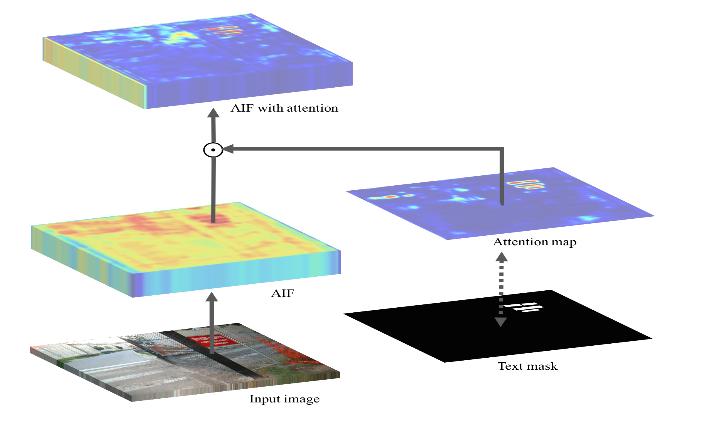 AIF with attention
Attention map
AIF
Text mask
Input image